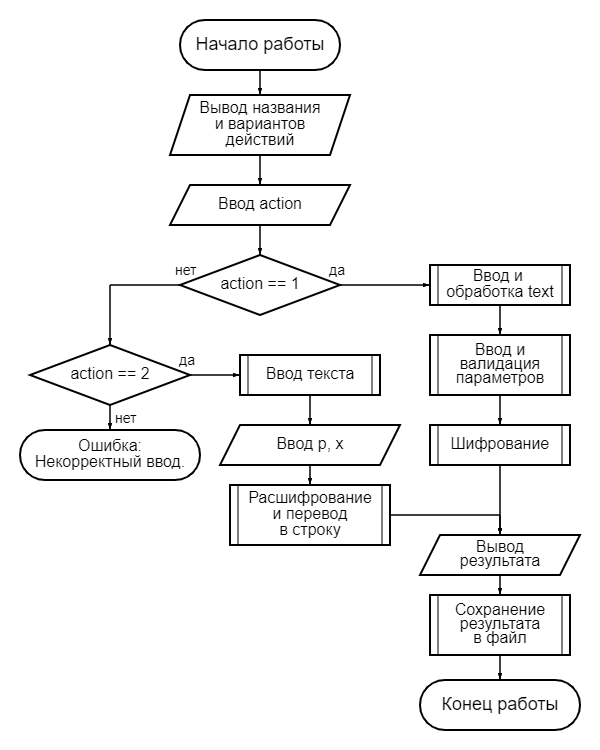 Начало работы
Вывод названия
и вариантов
действий
Ввод action
нет
да
action == 1
Ввод и
обработка text
Ввод и
валидация
параметров
да
action == 2
Ввод текста
нет
Ошибка:
Некорректный ввод.
Ввод p, x
Шифрование
Расшифрование
и перевод
в строку
Вывод
результата
Сохранение
результата
в файл
Конец работы